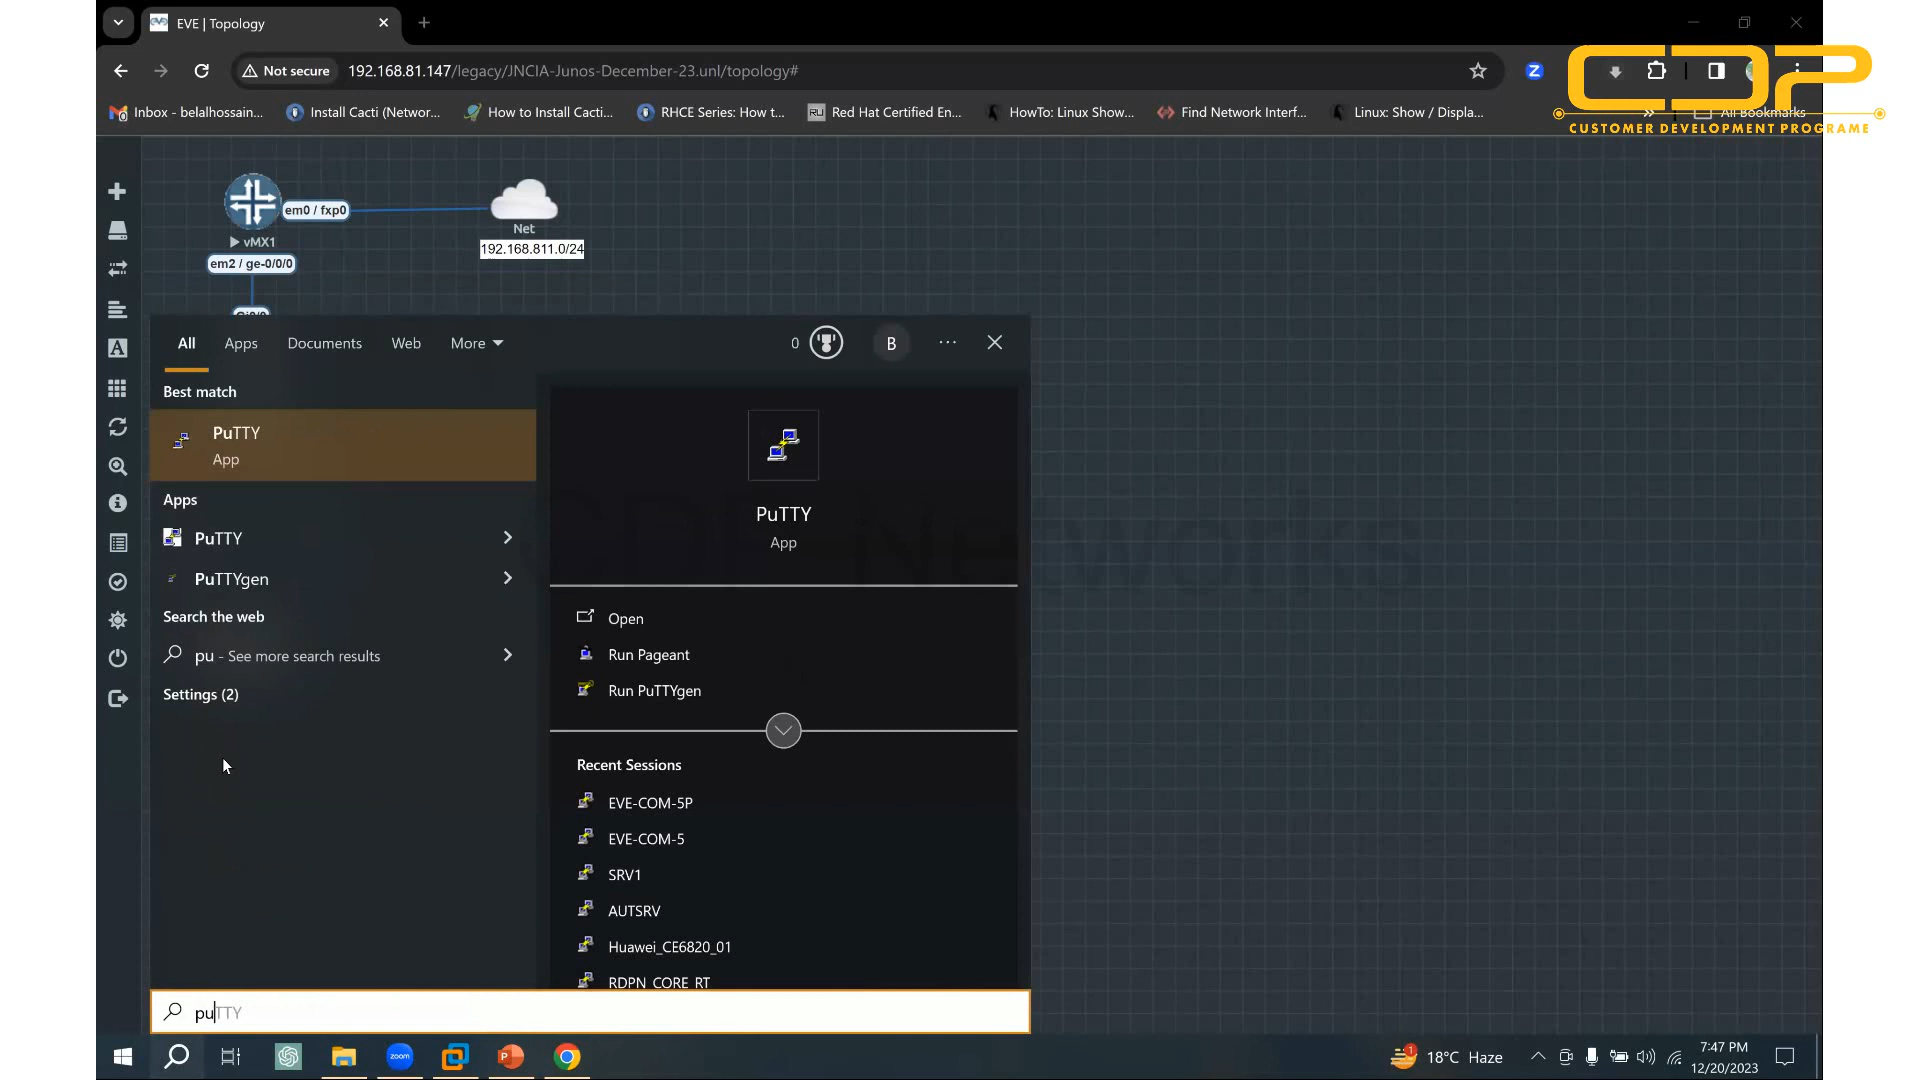 EVE | Topology
Not secure
192.168.81.147/legacy/JNCIA-Junos-December-23.unl/topology#
CUSTOMER DEVELOPMENT PROGRAME
Inbox - belalhossain...
Install Cacti (Networ...
How to Install Cacti...
RHCE Series: How t...
Red Hat Certified En...
HowTo: Linux Show...
Find Network Interf...
Linux: Show / Displa...
All Bookmarks
em0 / fxp0
vMX1
Net
192.168.811.0/24
em2 / ge-0/0/0
All
Apps
Documents
Web
More
0
B
Best match
PuTTY
App
Apps
PuTTY
PuTTYgen
Search the web
pu - See more search results
Settings (2)
PuTTY
App
Open
Run Pageant
Run PuTTYgen
Recent Sessions
EVE-COM-5P
EVE-COM-5
SRV1
AUTSRV
Huawei_CE6820_01
RDPN_CORE_RT
puTTY
zoom
1
18°C Haze
7:47 PM
12/20/2023